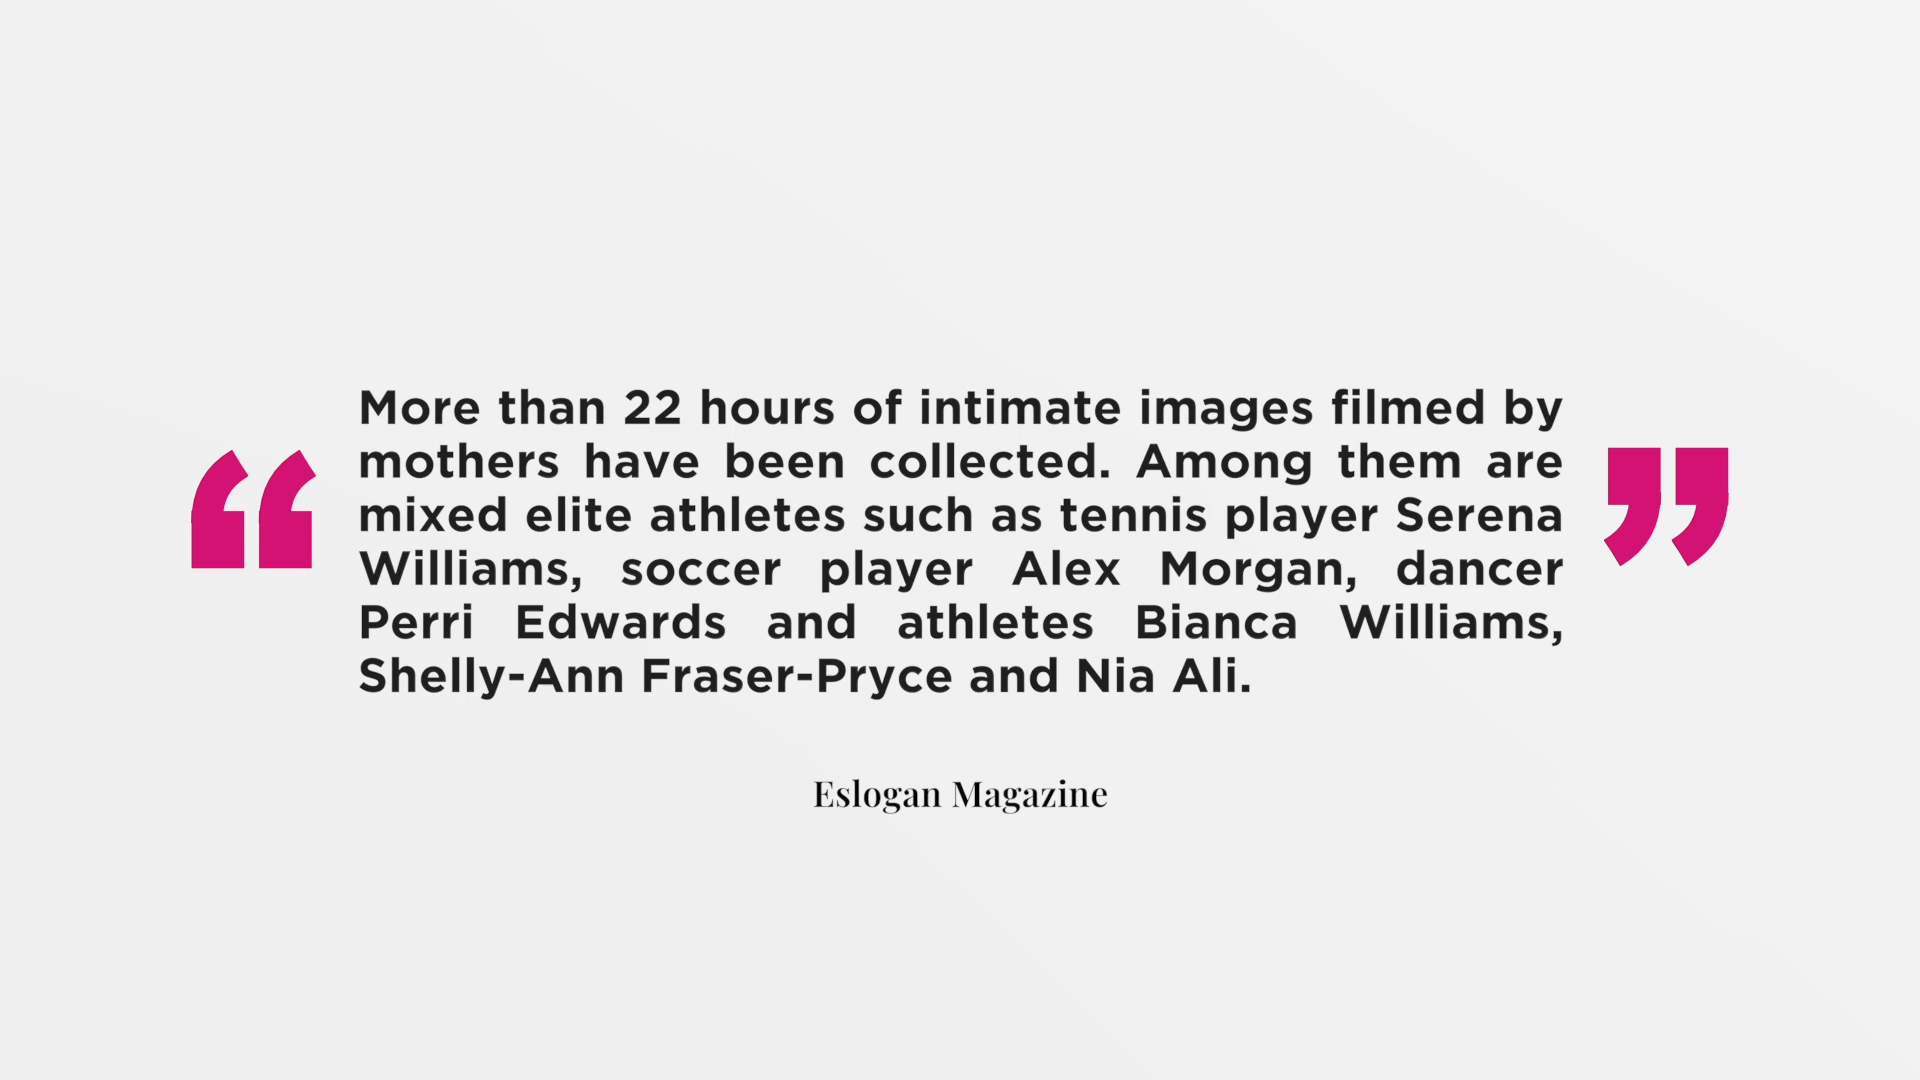 “
More than 22 hours of intimate images filmed by
mothers have been collected. Among them are
mixed elite athletes such as tennis player Serena
Williams, soccer player Alex Morgan, dancer
Perri Edwards and athletes Bianca Williams,
Shelly-Ann Fraser-Pryce and Nia Ali.
”
Eslogan Magazine